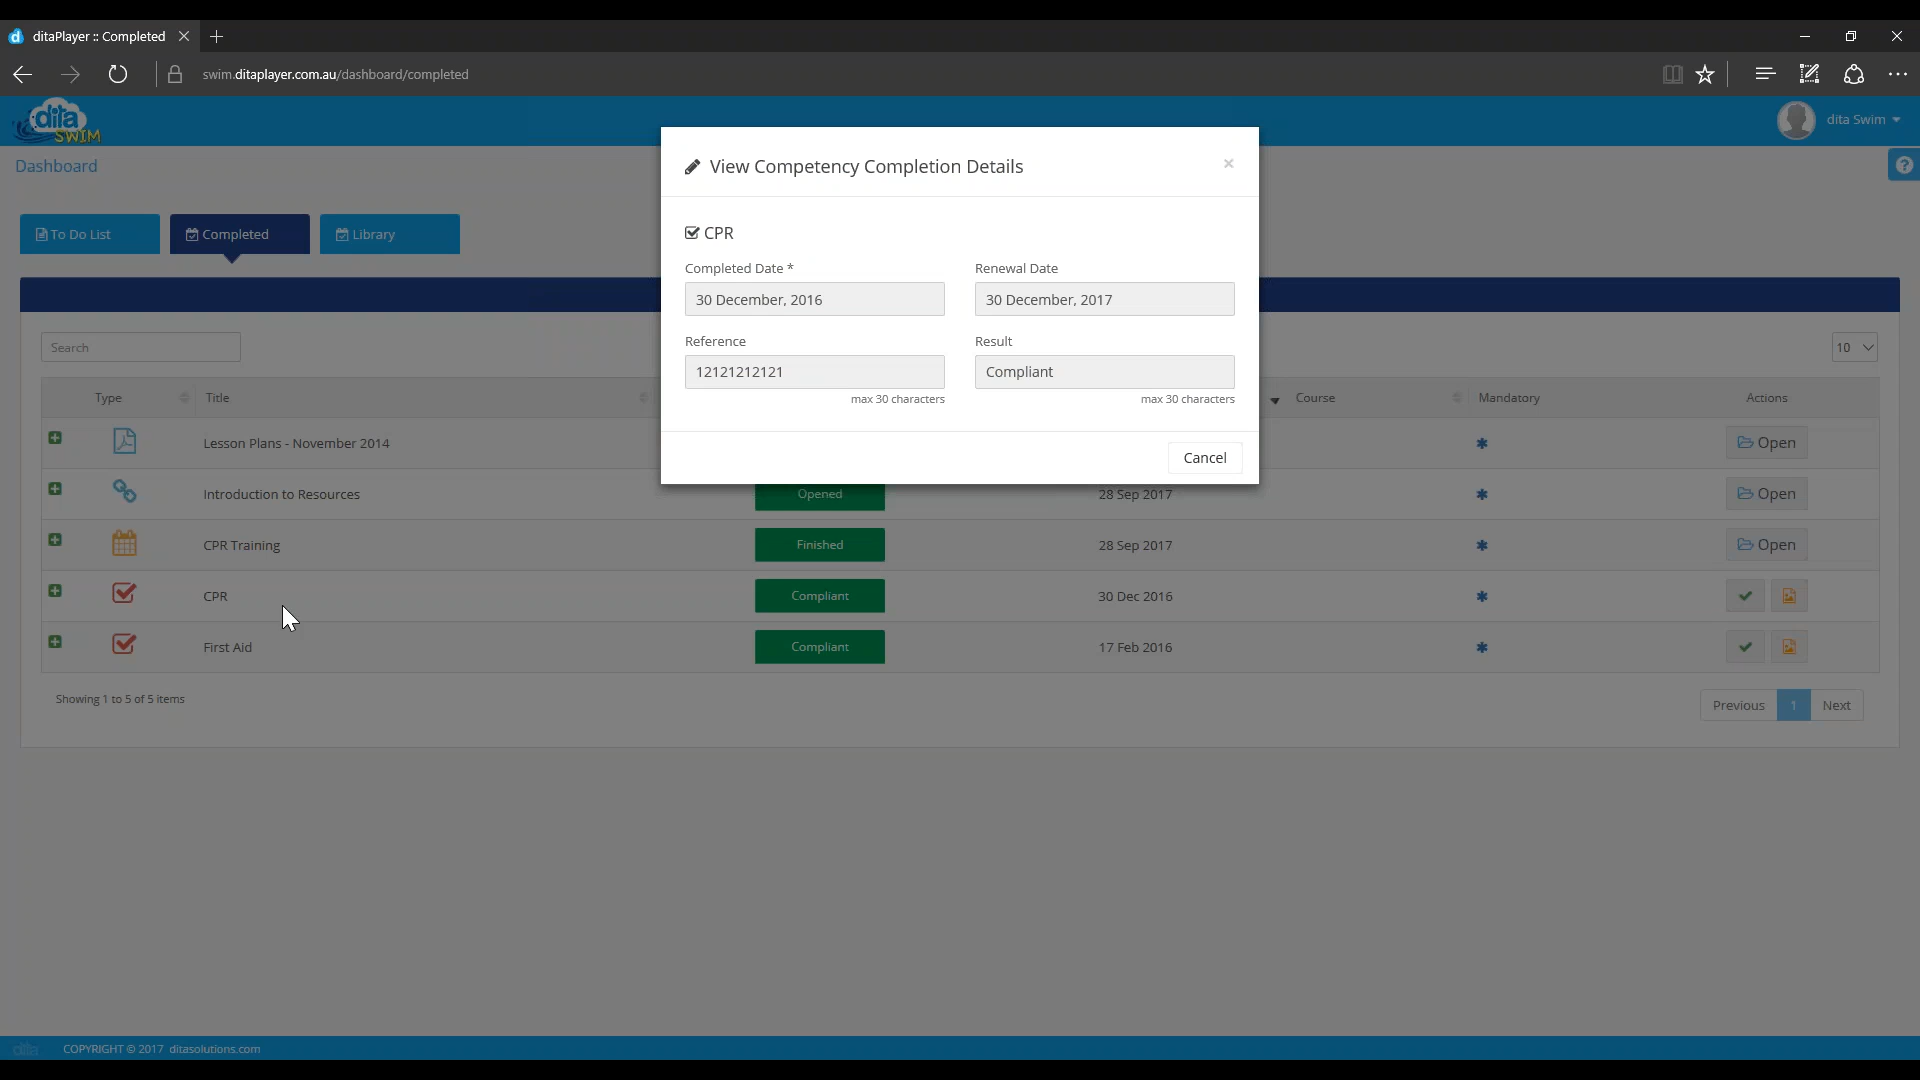 ditaPlayer :: Completed
swim.ditaplayer.com.au/dashboard/completed
dita
SWIM
dita Swim
Dashboard
View Competency Completion Details
To Do List
Completed
Library
CPR
Completed Date *
Renewal Date
30 December, 2016
30 December, 2017
Reference
Result
Search
10
12121212121
Compliant
max 30 characters
max 30 characters
Type
Title
Course
Mandatory
Actions
Lesson Plans - November 2014
Open
Cancel
Introduction to Resources
Opened
28 Sep 2017
Open
CPR Training
Finished
28 Sep 2017
Open
CPR
Compliant
30 Dec 2016
First Aid
Compliant
17 Feb 2016
Showing 1 to 5 of 5 items
Previous
1
Next
dita
COPYRIGHT © 2017 ditasolutions.com